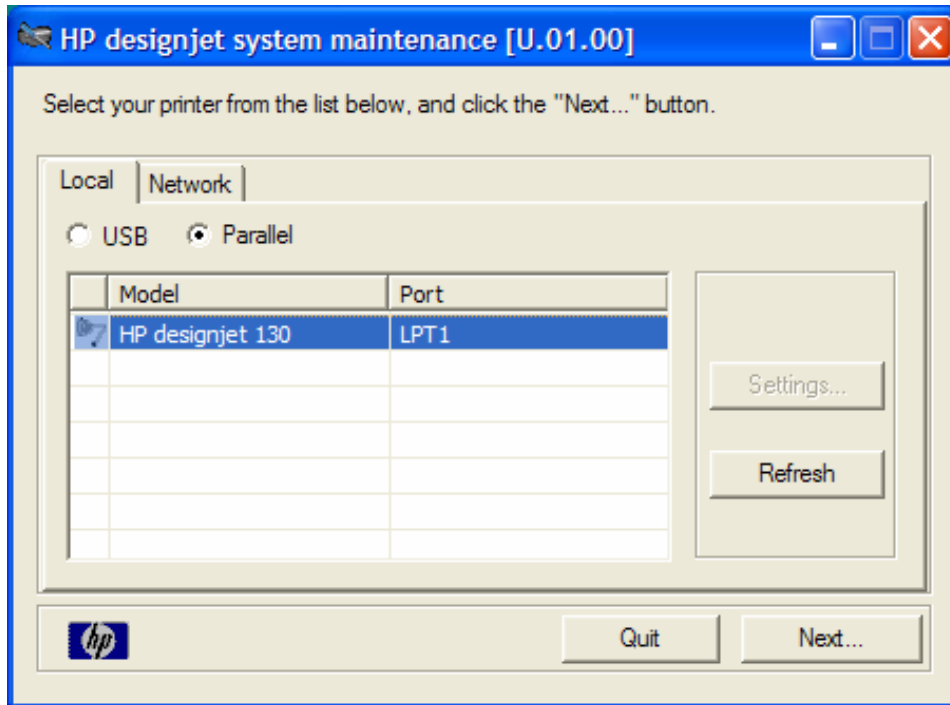 HP designjet system maintenance [U.01.00]
Select your printer from the list below, and click the "Next..." button.
Local Network
USB Parallel
Model Port
HP designjet 130 LPT1
Settings...
Refresh
hp Quit Next...